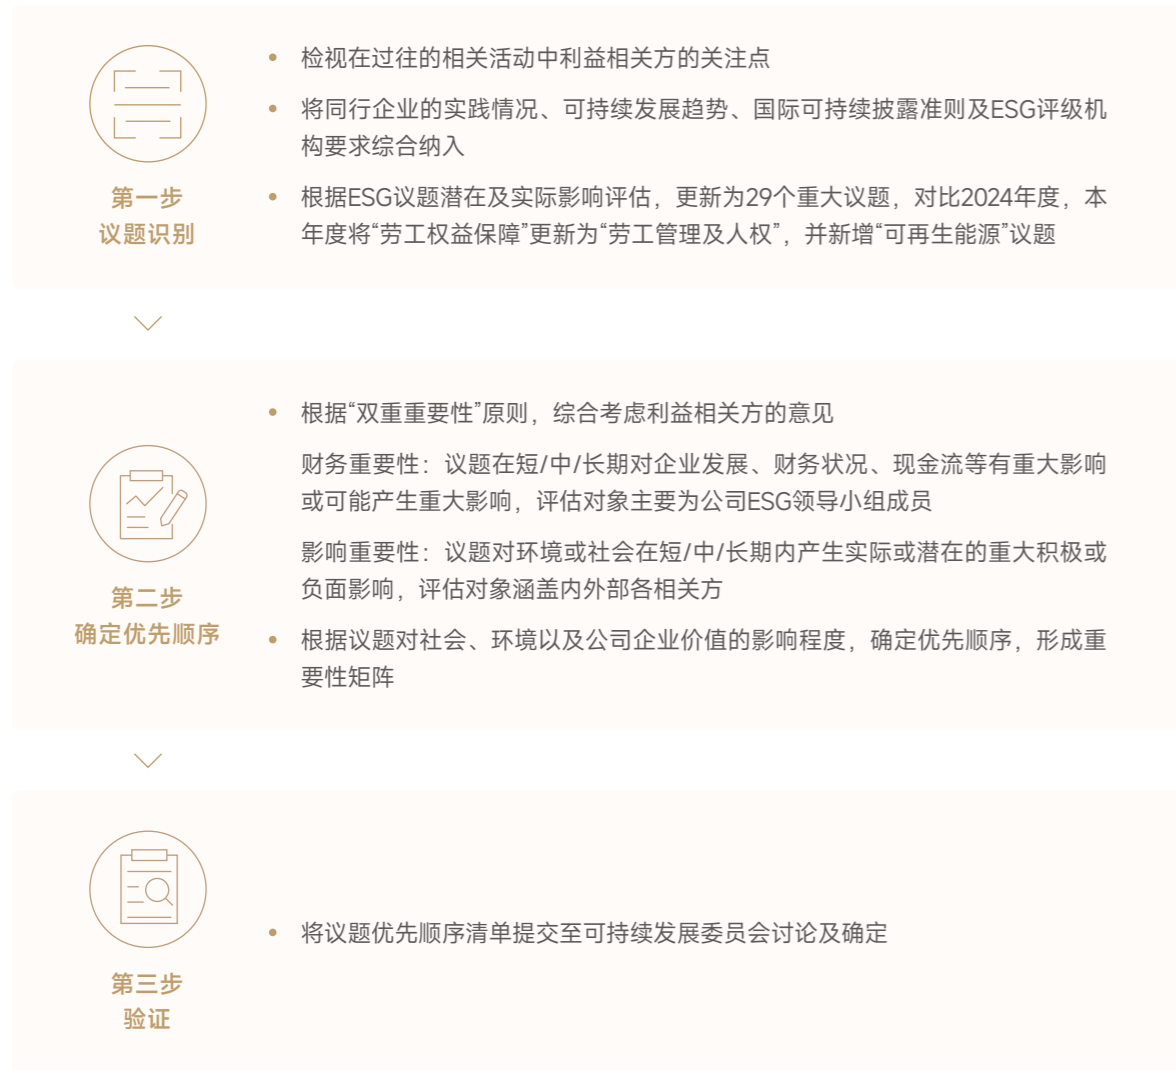 第一步
议题识别
• 检视在过往的相关活动中利益相关方的关注点
• 将同行企业的实践情况、可持续发展趋势、国际可持续披露准则及ESG评级机
构要求综合纳入
• 根据ESG议题潜在及实际影响评估，更新为29个重大议题，对比2024年度，本
年度将“劳工权益保障”更新为“劳工管理及人权”，并新增“可再生能源”议题
第二步
确定优先顺序
• 根据“双重重要性”原则，综合考虑利益相关方的意见
财务重要性：议题在短/中/长期对企业发展、财务状况、现金流等有重大影响
或可能产生重大影响，评估对象主要为公司ESG领导小组成员
影响重要性：议题对环境或社会在短/中/长期内产生实际或潜在的重大积极或
负面影响，评估对象涵盖内外部各相关方
• 根据议题对社会、环境以及公司企业价值的影响程度，确定优先顺序，形成重
要性矩阵
第三步
验证
• 将议题优先顺序清单提交至可持续发展委员会讨论及确定